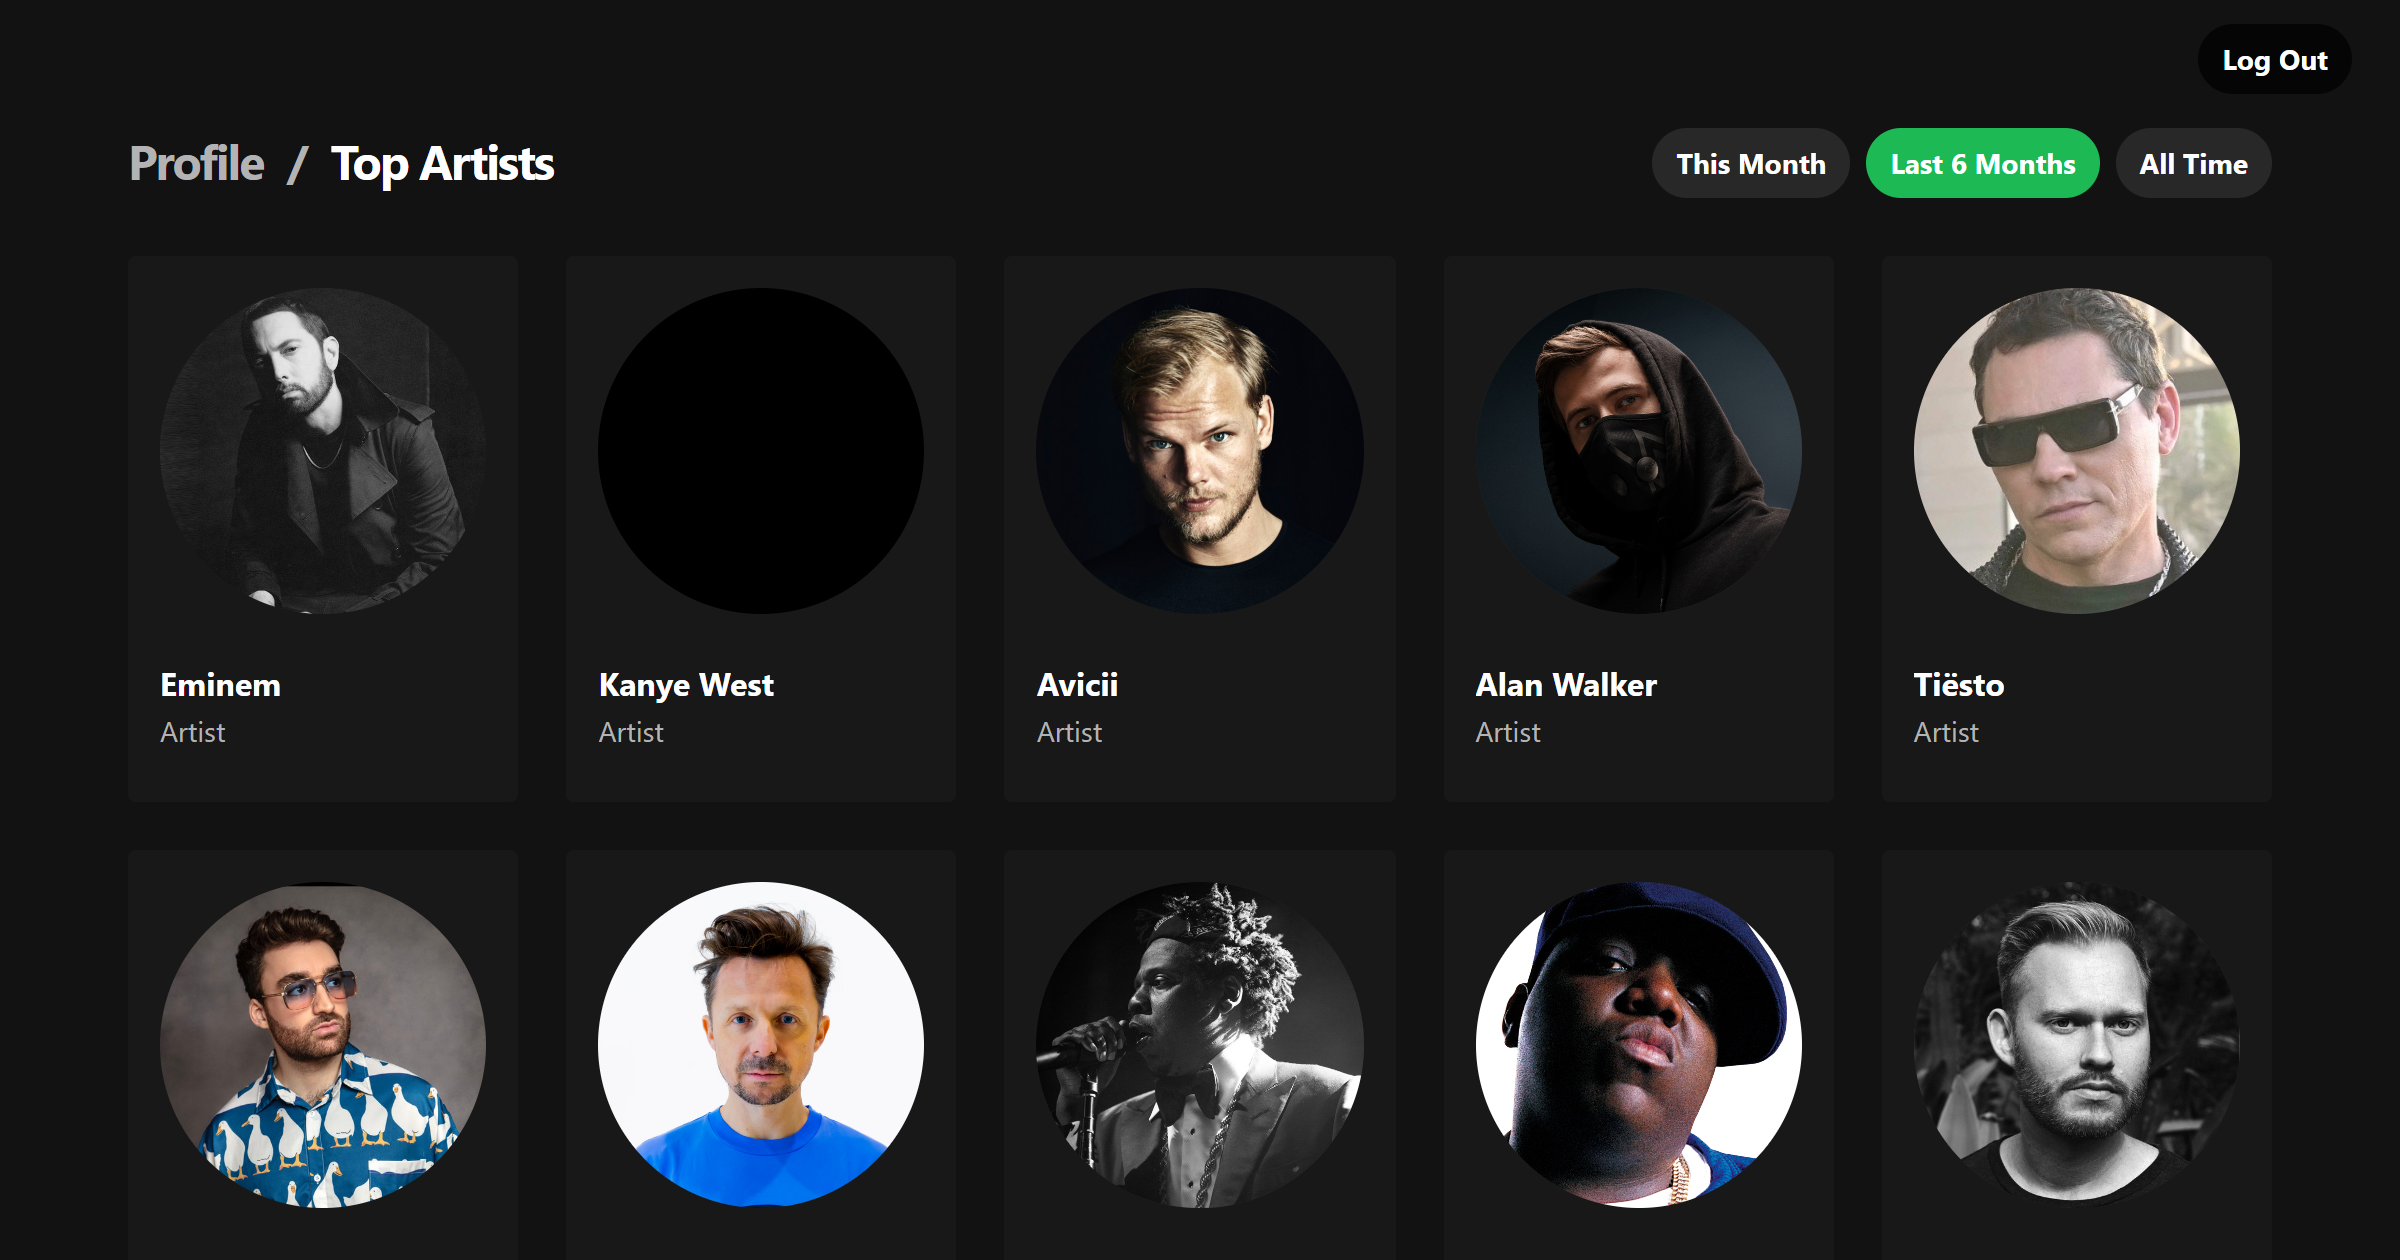 Log Out
Profile / Top Artists
This Month
Last 6 Months
All Time
Eminem
Artist
Kanye West
Artist
Avicii
Artist
Alan Walker
Artist
Tiësto
Artist